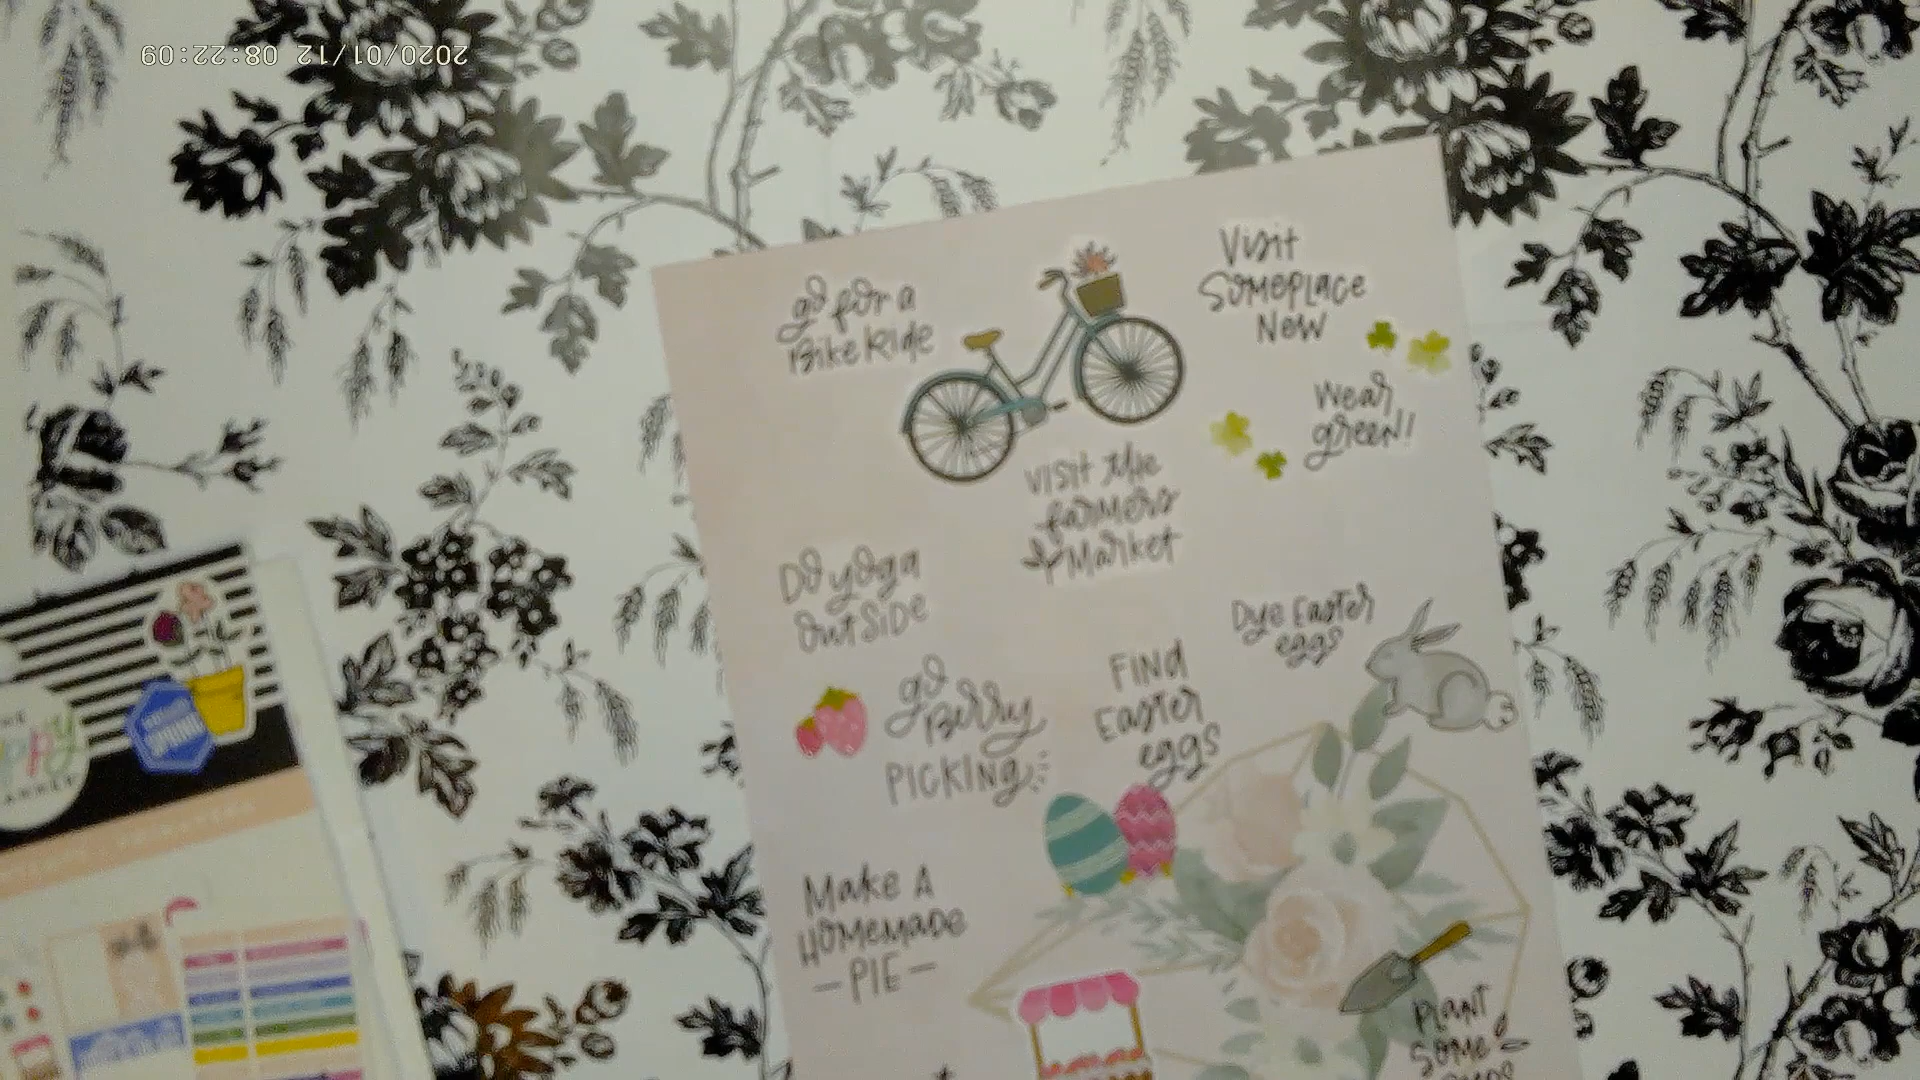 2020/01/12 08:22:09
go for a
Bike Ride
Visit
Someplace
New
Wear
green!
Visit the
farmers
Market
Do yoga
outside
Dye Easter
eggs
go
Berry
PICKING
FIND
Easter
eggs
Make A
Homemade
— PIE —
PLANT
SOME